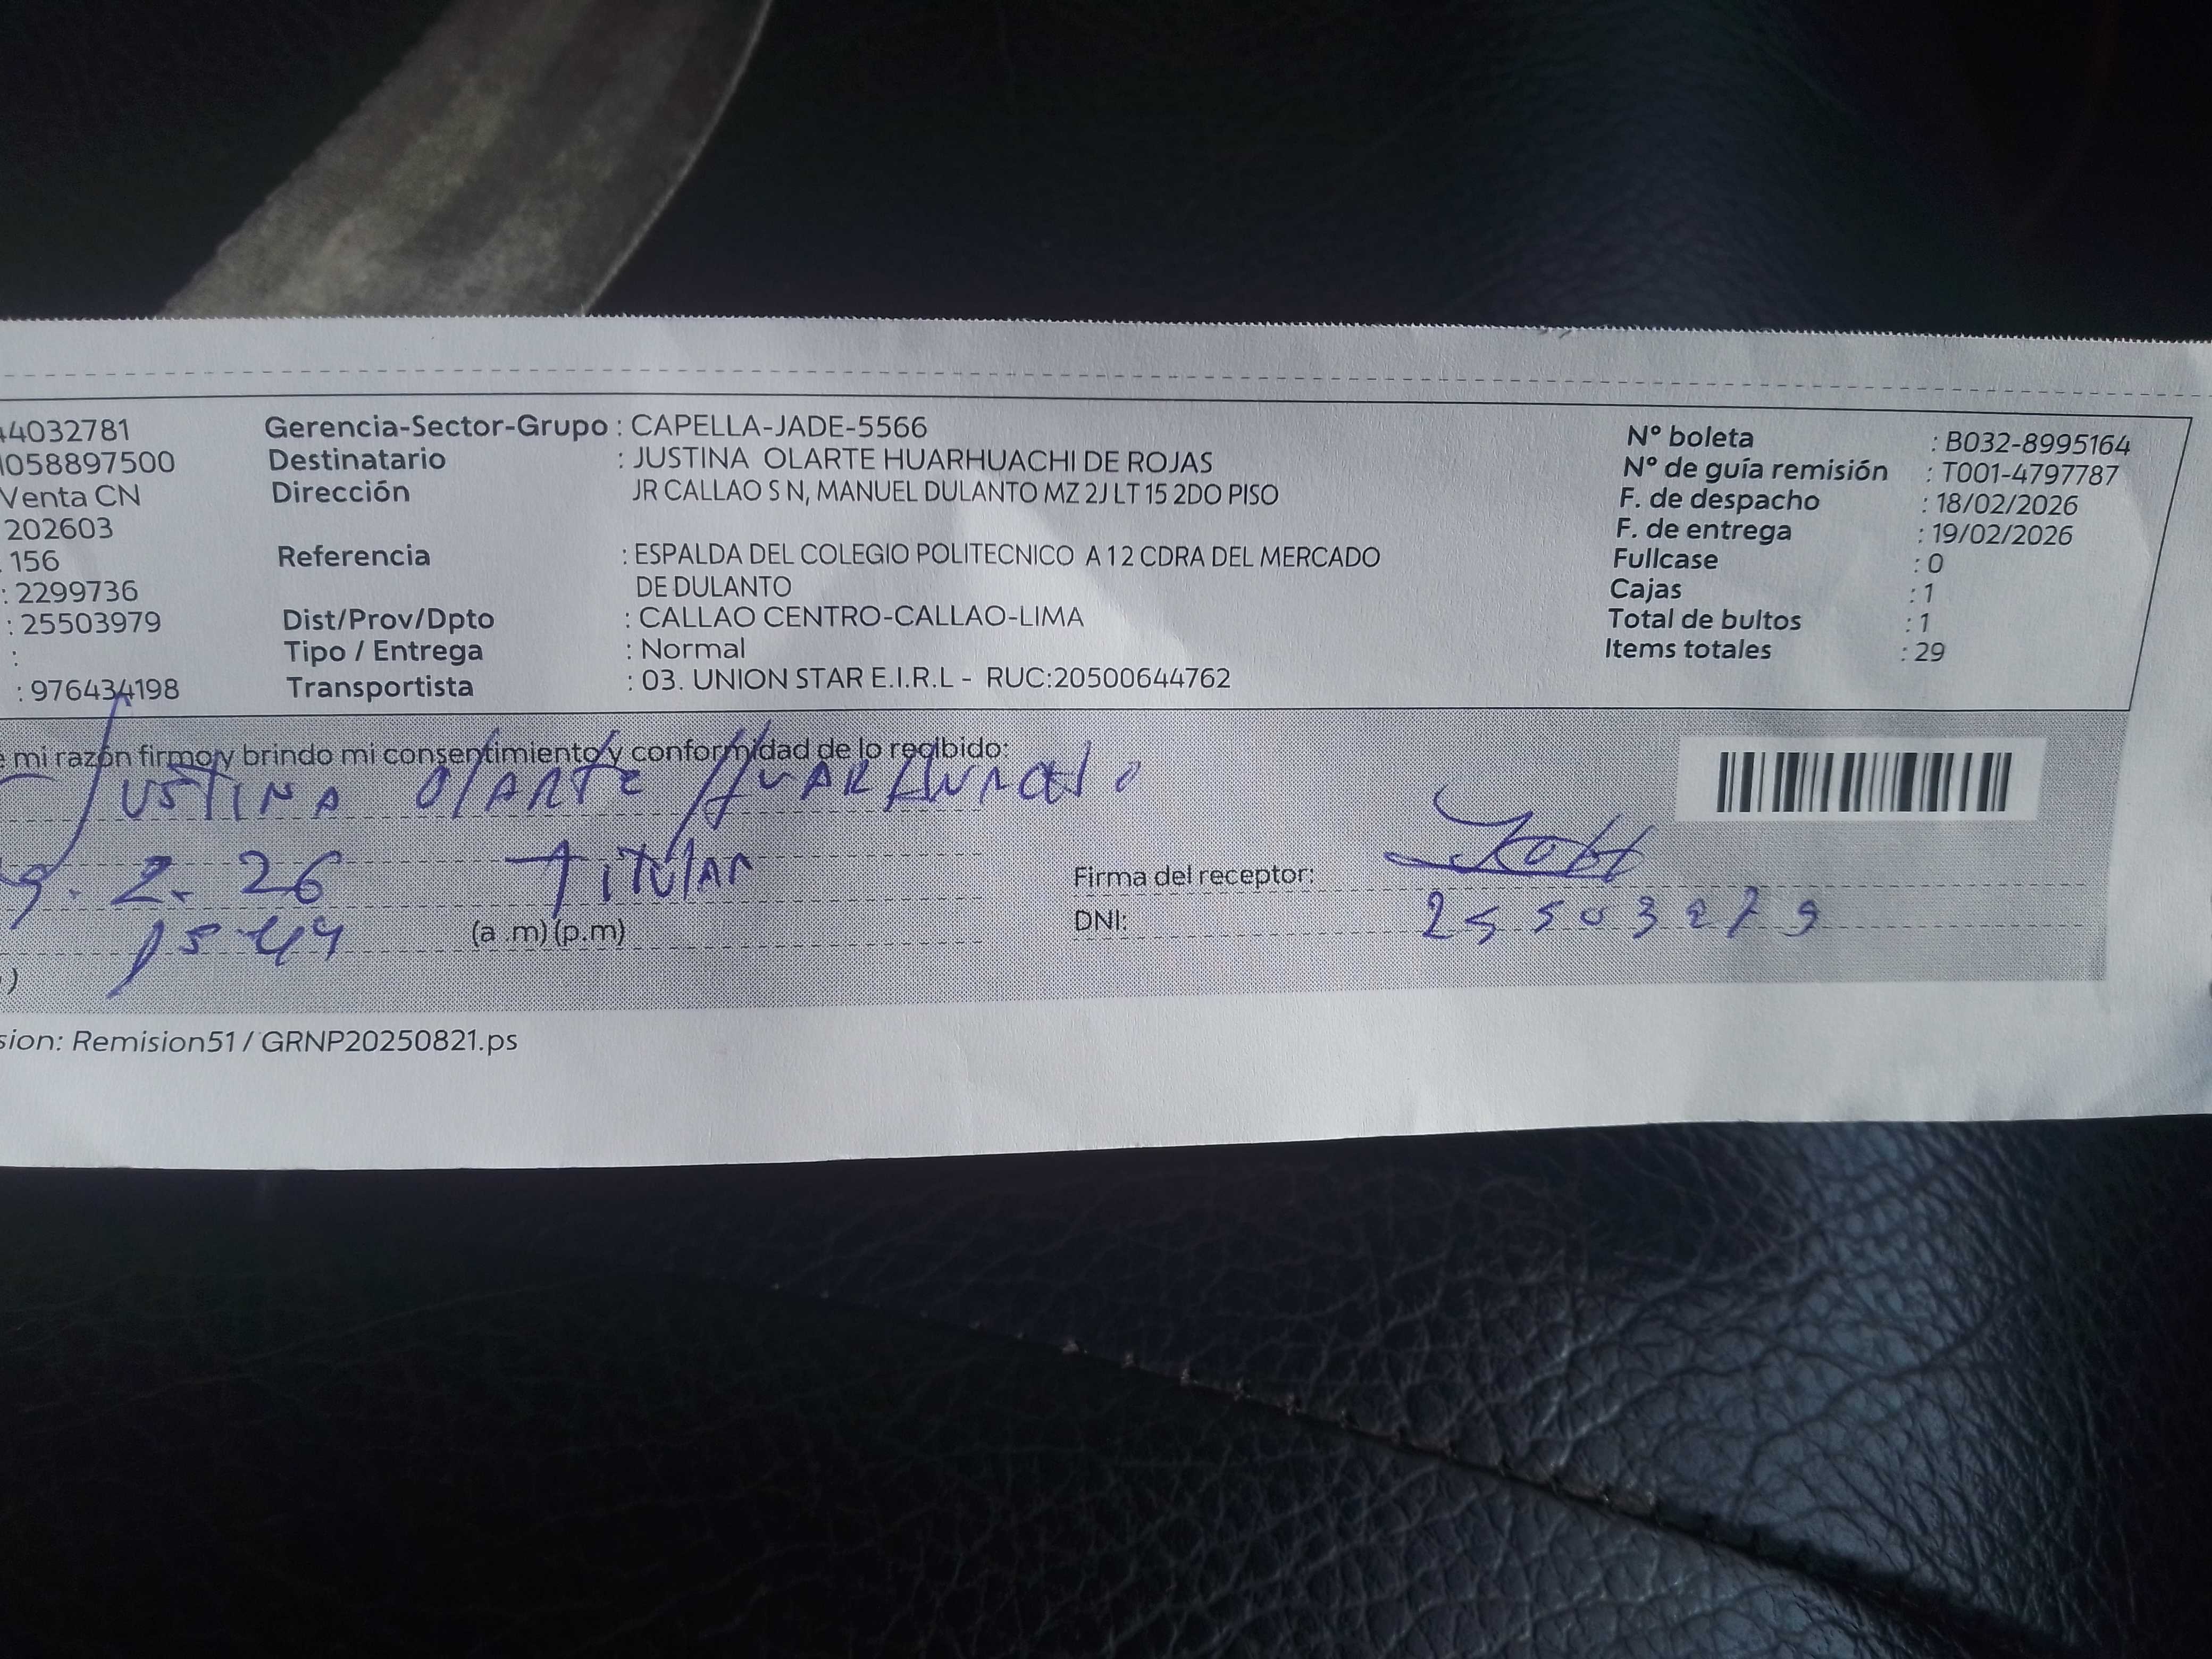 44032781
1058897500
Venta CN
202603
156
: 2299736
: 25503979
:
: 976434198
Gerencia-Sector-Grupo : CAPELLA-JADE-5566
Destinatario : JUSTINA OLARTE HUARHUACHI DE ROJAS
Dirección JR CALLAO S N, MANUEL DULANTO MZ 2J LT 15 2DO PISO
Referencia : ESPALDA DEL COLEGIO POLITECNICO A 12 CDRA DEL MERCADO
DE DULANTO
Dist/Prov/Dpto : CALLAO CENTRO-CALLAO-LIMA
Tipo / Entrega : Normal
Transportista : 03. UNION STAR E.I.R.L - RUC:20500644762
N° boleta : B032-8995164
N° de guía remisión : T001-4797787
F. de despacho : 18/02/2026
F. de entrega : 19/02/2026
Fullcase : 0
Cajas : 1
Total de bultos : 1
Items totales : 29
mi razón firmo y brindo mi consentimiento y conformidad de lo recibido:
JUSTINA OlARTE
9. 2. 26 TITUlAR
Firma del receptor:
15 44 (a .m) (p.m)
DNI:
)
sion: Remision51 / GRNP20250821.ps